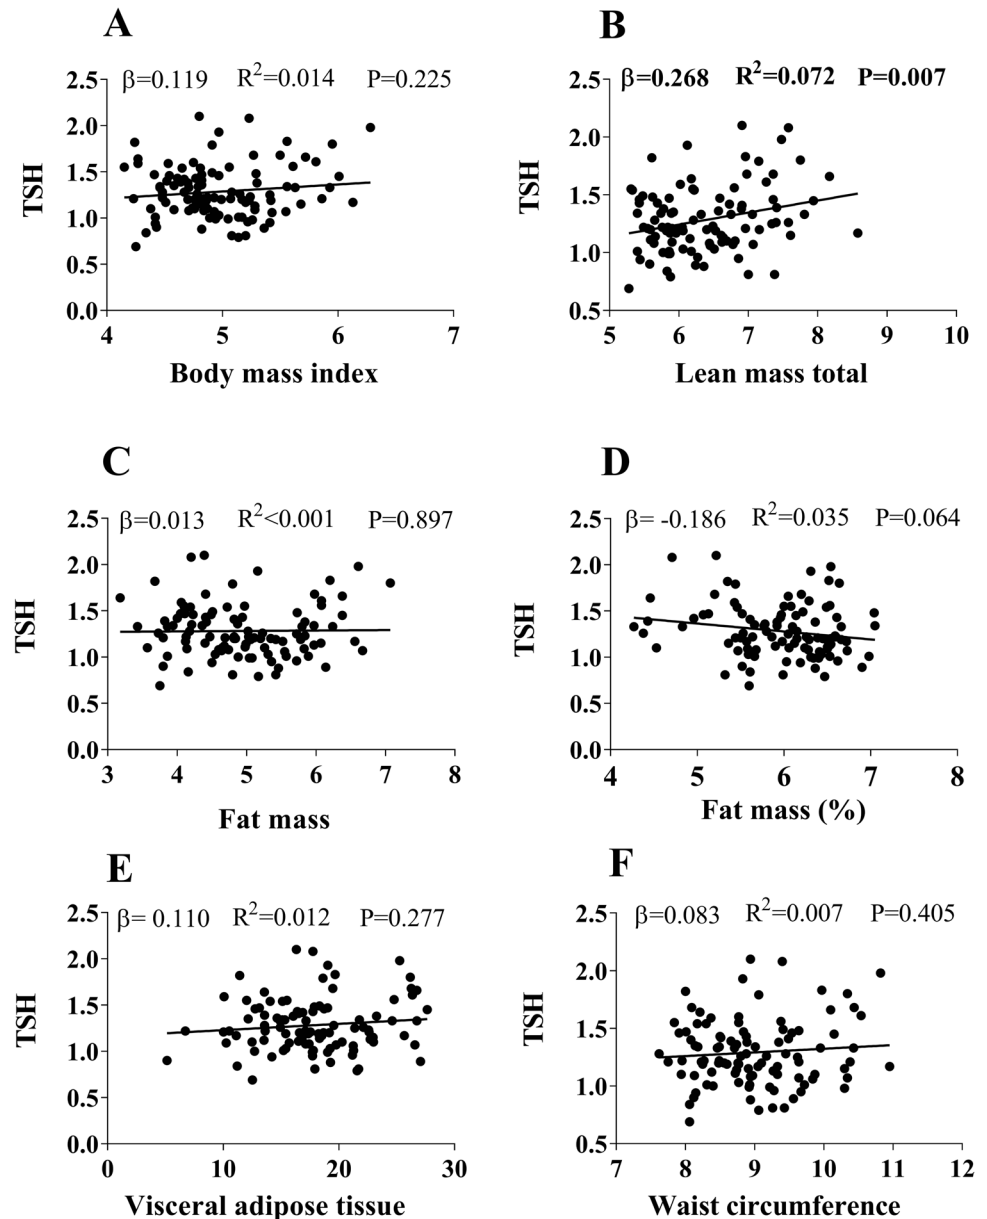 A
β=0.119 R²=0.014 P=0.225
TSH
2.5
2.0
1.5
1.0
0.5
0.0
4 5 6 7
Body mass index
B
β=0.268 R²=0.072 P=0.007
TSH
2.5
2.0
1.5
1.0
0.5
5 6 7 8 9 10
Lean mass total
C
β=0.013 R²<0.001 P=0.897
TSH
2.5
2.0
1.5
1.0
0.5
0.0
3 4 5 6 7 8
Fat mass
D
β= -0.186 R²=0.035 P=0.064
TSH
2.5
2.0
1.5
1.0
0.5
0.0
4 5 6 7 8
Fat mass (%)
E
β= 0.110 R²=0.012 P=0.277
TSH
2.5
2.0
1.5
1.0
0.5
0.0
0 10 20 30
Visceral adipose tissue
F
β=0.083 R²=0.007 P=0.405
TSH
2.5
2.0
1.5
1.0
0.5
7 8 9 10 11 12
Waist circumference